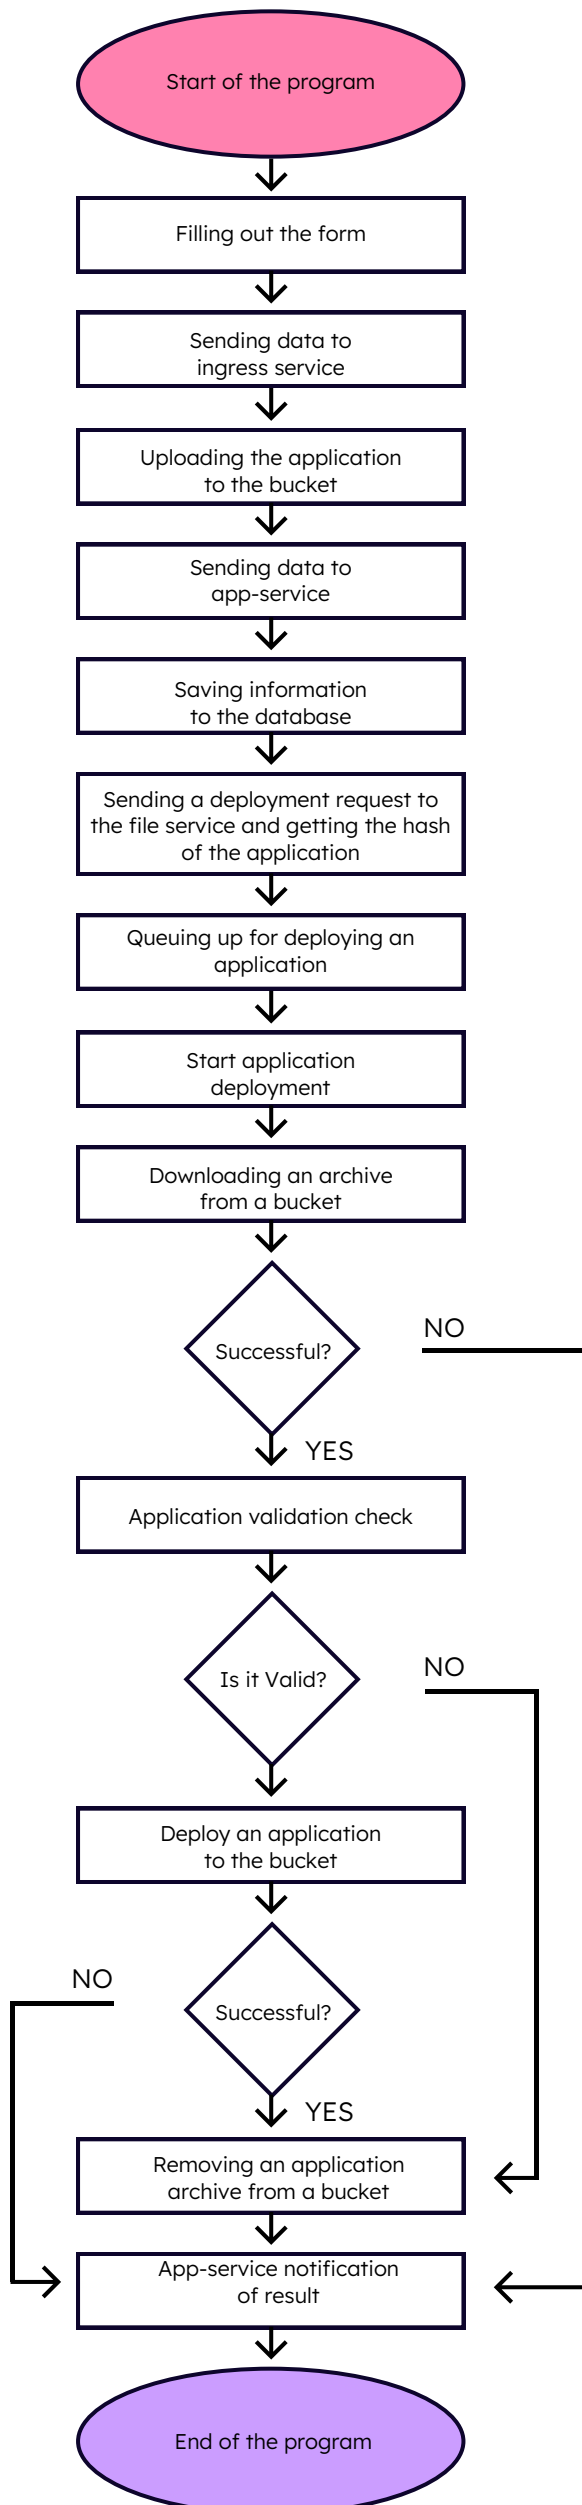 Start of the program
Filling out the form
Sending data to
ingress service
Uploading the application
to the bucket
Sending data to
app-service
Saving information
to the database
Sending a deployment request to
the file service and getting the hash
of the application
Queuing up for deploying an
application
Start application
deployment
Downloading an archive
from a bucket
NO
Successful?
YES
Application validation check
NO
Is it Valid?
Deploy an application
to the bucket
NO
Successful?
YES
Removing an application
archive from a bucket
App-service notification
of result
End of the program